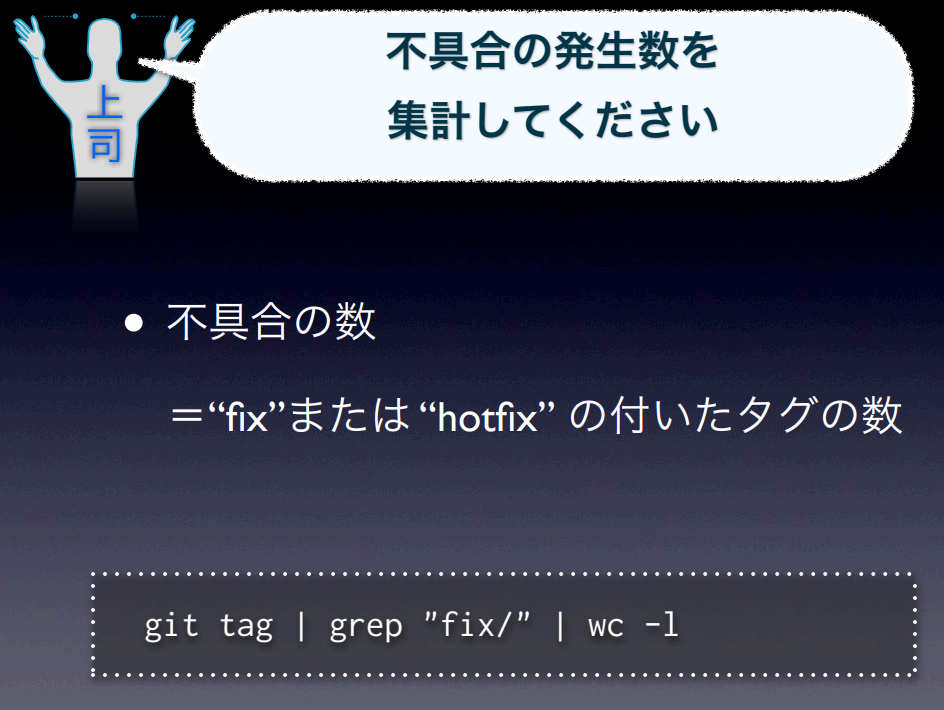 上司
不具合の発生数を
集計してください
• 不具合の数
＝“fix”または “hotfix” の付いたタグの数
git tag | grep "fix/" | wc -l